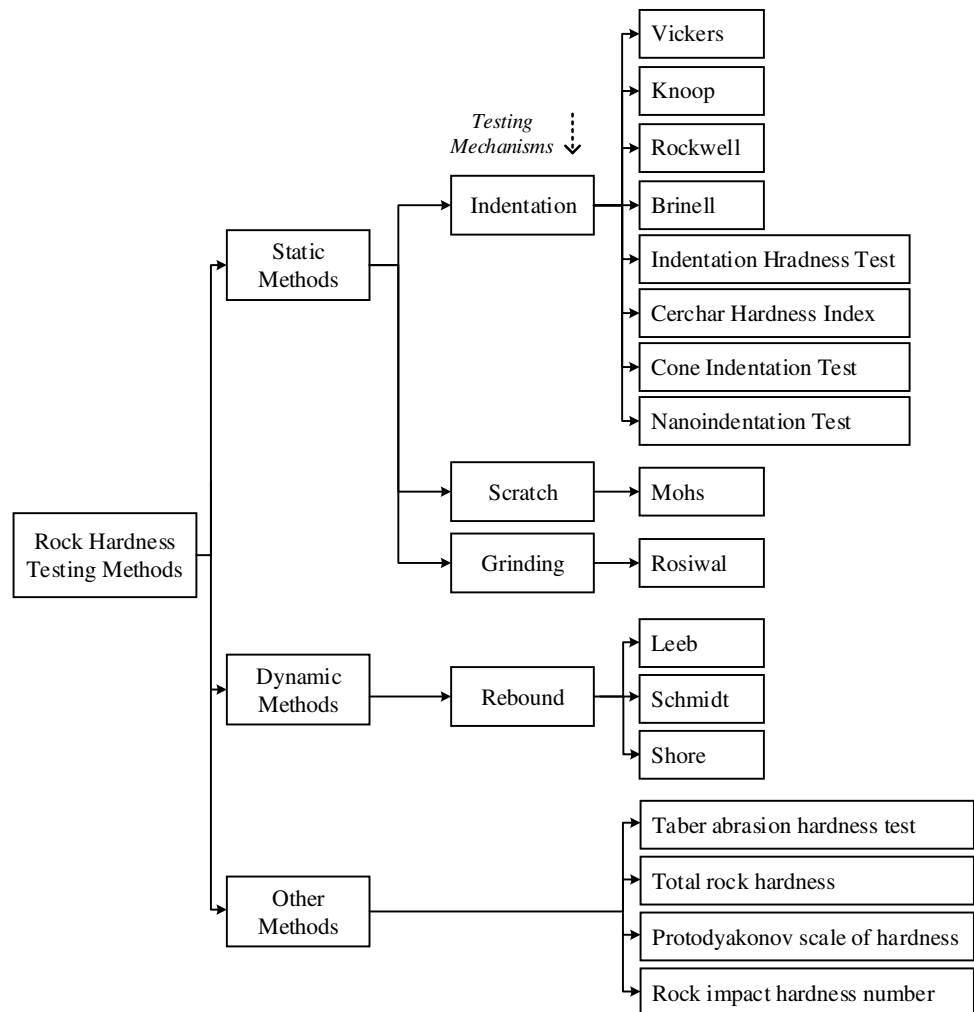 Vickers
Knoop
Testing
Mechanisms
Rockwell
Indentation
Brinell
Static
Methods
Indentation Hradness Test
Cerchar Hardness Index
Cone Indentation Test
Nanoindentation Test
Scratch
Mohs
Rock Hardness
Testing Methods
Grinding
Rosiwal
Leeb
Dynamic
Methods
Rebound
Schmidt
Shore
Taber abrasion hardness test
Total rock hardness
Other
Methods
Protodyakonov scale of hardness
Rock impact hardness number